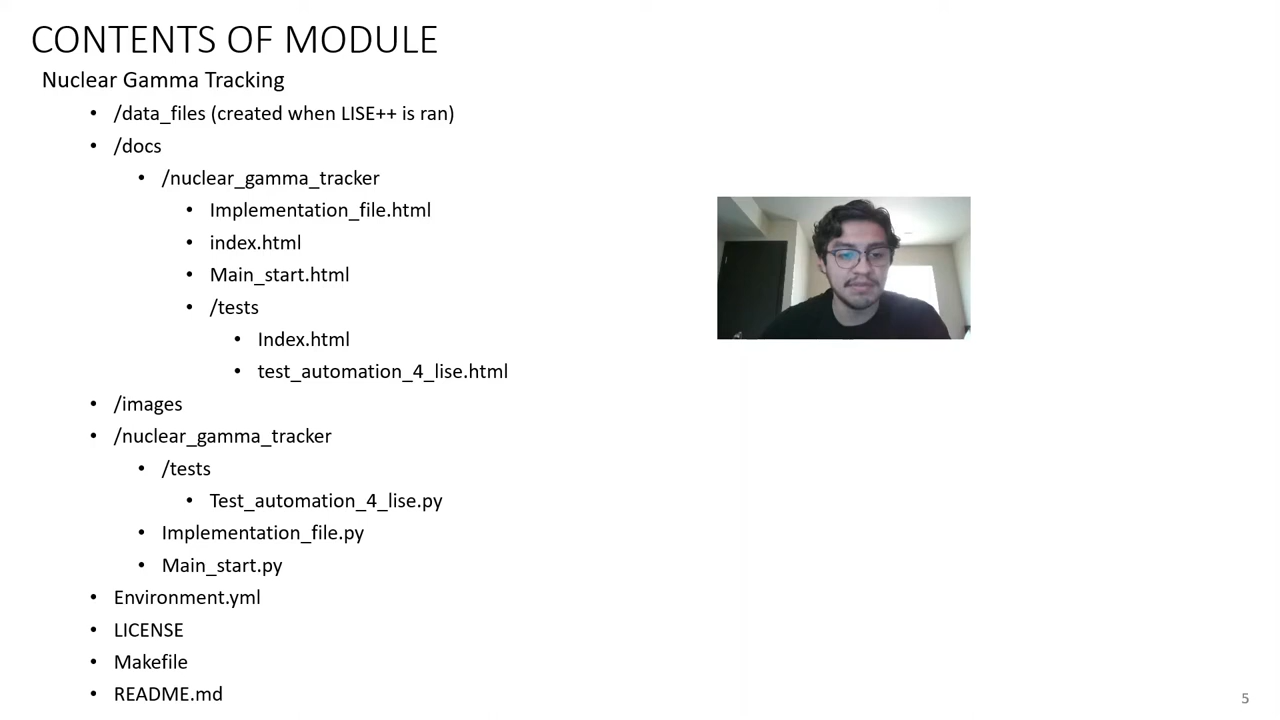 CONTENTS OF MODULE
Nuclear Gamma Tracking
• /data_files (created when LISE++ is ran)
• /docs
• /nuclear_gamma_tracker
• Implementation_file.html
• index.html
• Main_start.html
• /tests
• Index.html
• test_automation_4_lise.html
• /images
• /nuclear_gamma_tracker
• /tests
• Test_automation_4_lise.py
• Implementation_file.py
• Main_start.py
• Environment.yml
• LICENSE
• Makefile
• README.md
5